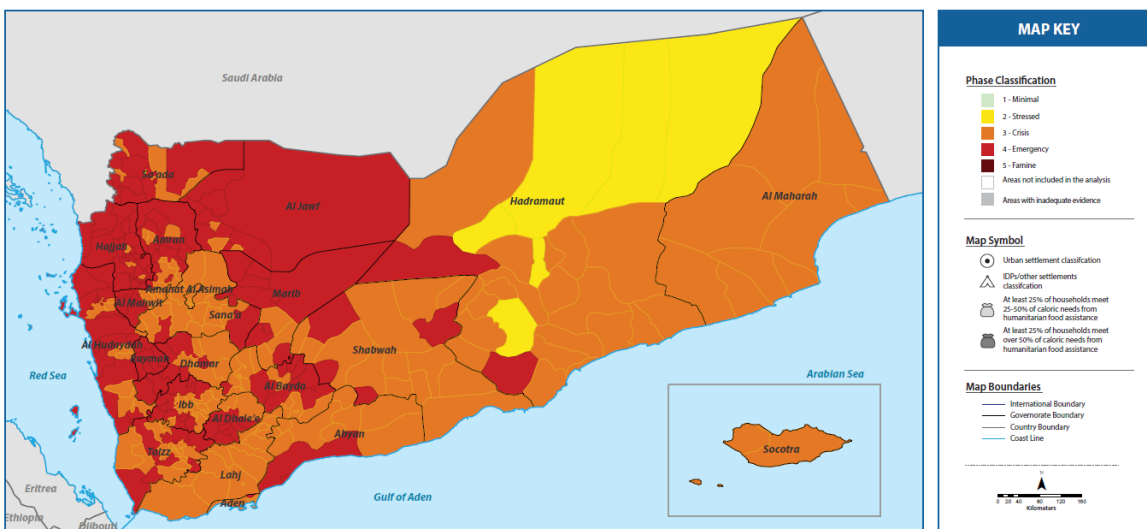 Saudi Arabia
Sa'ada
Al Jawf
Hadramaut
Al Maharah
Hajjah
Amran
Amanat Al Asimah
Marib
Al Mahwit
Sana'a
Al Hudaydah
Raymah
Dhamar
Shabwah
Red Sea
Arabian Sea
Al Bayda
Ibb
Al Dhale'e
Abyan
Taizz
Socotra
Lahj
Eritrea
Gulf of Aden
Aden
Ethiopia
Djibouti
MAP KEY
Phase Classification
1 - Minimal
2 - Stressed
3 - Crisis
4 - Emergency
5 - Famine
Areas not included in the analysis
Areas with inadequate evidence
Map Symbol
Urban settlement classifcation
IDPs/other settlements
classifcation
At least 25% of households meet
25-50% of caloric needs from
humanitarian food assistance
At least 25% of households meet
over 50% of caloric needs from
humanitarian food assistance
Map Boundaries
International Boundary
Governorate Boundary
Country Boundary
Coast Line
N
0 20 40 80 120 160
Kilometers